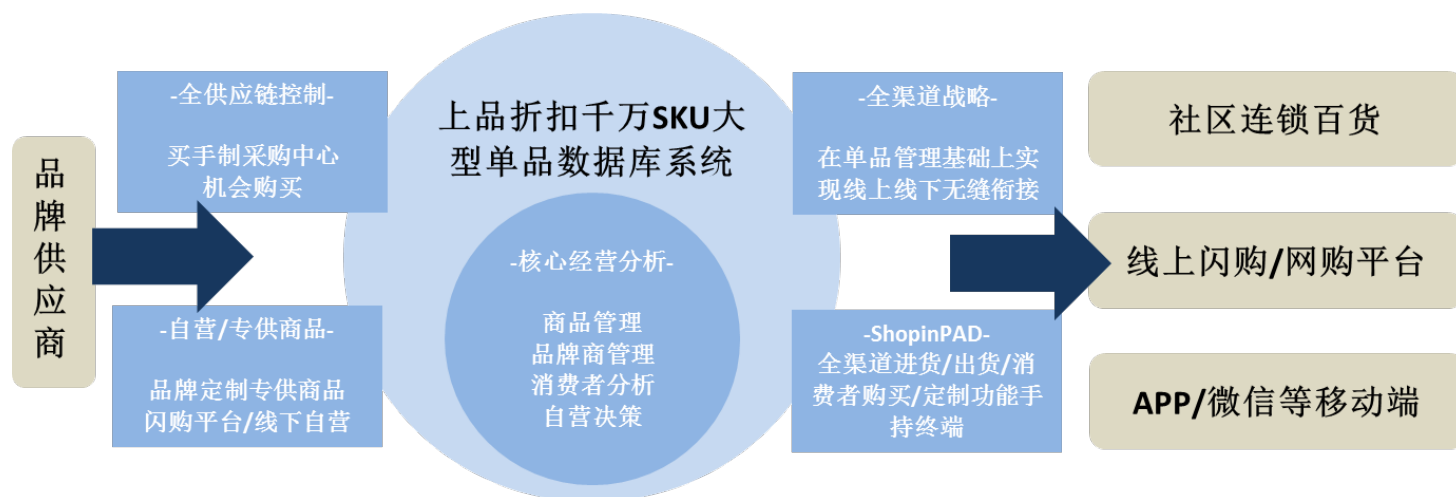 品
牌
供
应
商
-全供应链控制-
买手制采购中心
机会购买
-自营/专供商品-
品牌定制专供商品
闪购平台/线下自营
上品折扣千万SKU大
型单品数据库系统
-核心经营分析-
商品管理
品牌商管理
消费者分析
自营决策
-全渠道战略-
在单品管理基础上实
现线上线下无缝衔接
-ShopinPAD-
全渠道进货/出货/消
费者购买/定制功能手
持终端
社区连锁百货
线上闪购/网购平台
APP/微信等移动端